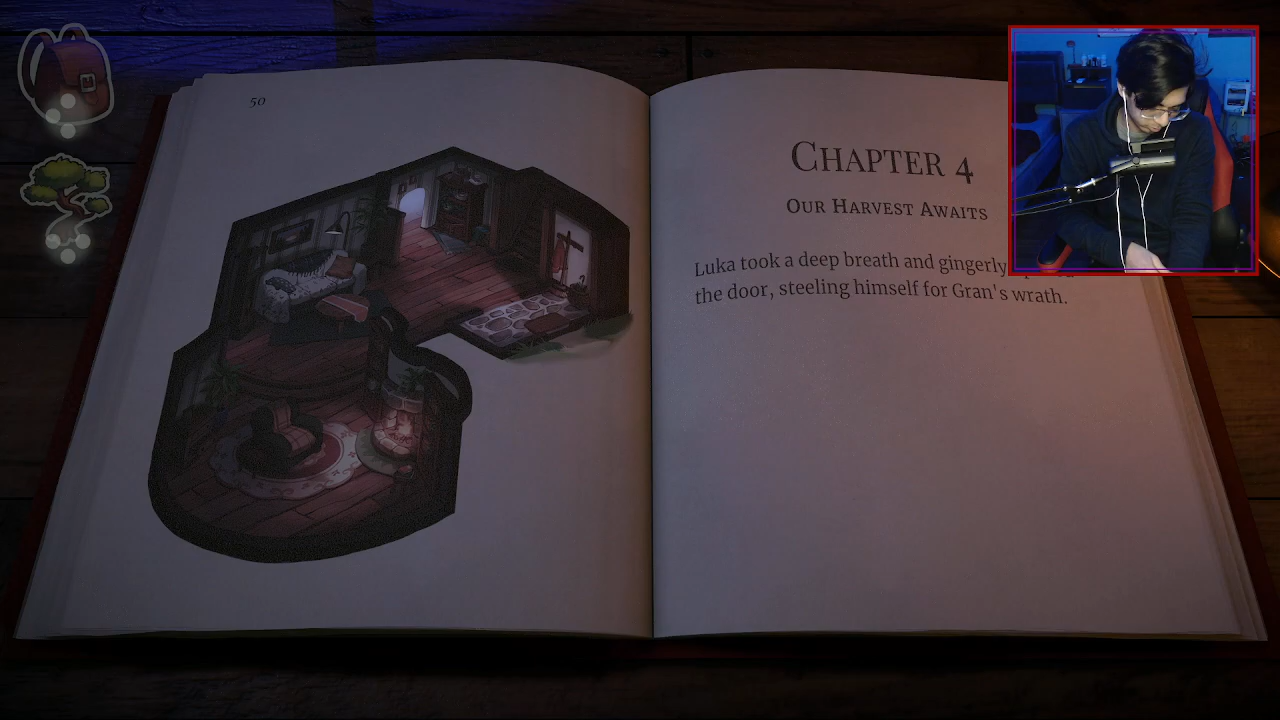 50
Chapter 4
Our Harvest Awaits
Luka took a deep breath and gingerly
the door, steeling himself for Gran's wrath.